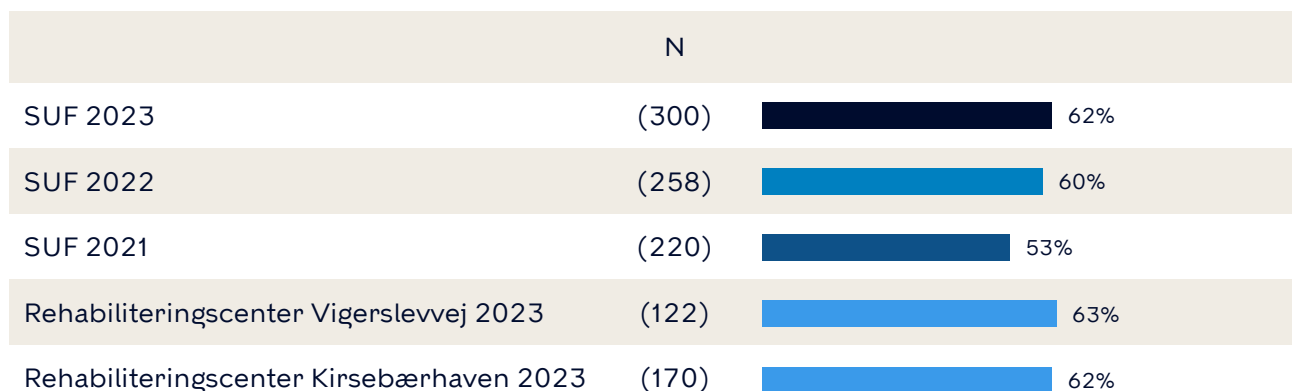 N
SUF 2023 (300) 62%
SUF 2022 (258) 60%
SUF 2021 (220) 53%
Rehabiliteringscenter Vigerslevvej 2023 (122) 63%
Rehabiliteringscenter Kirsebærhaven 2023 (170) 62%